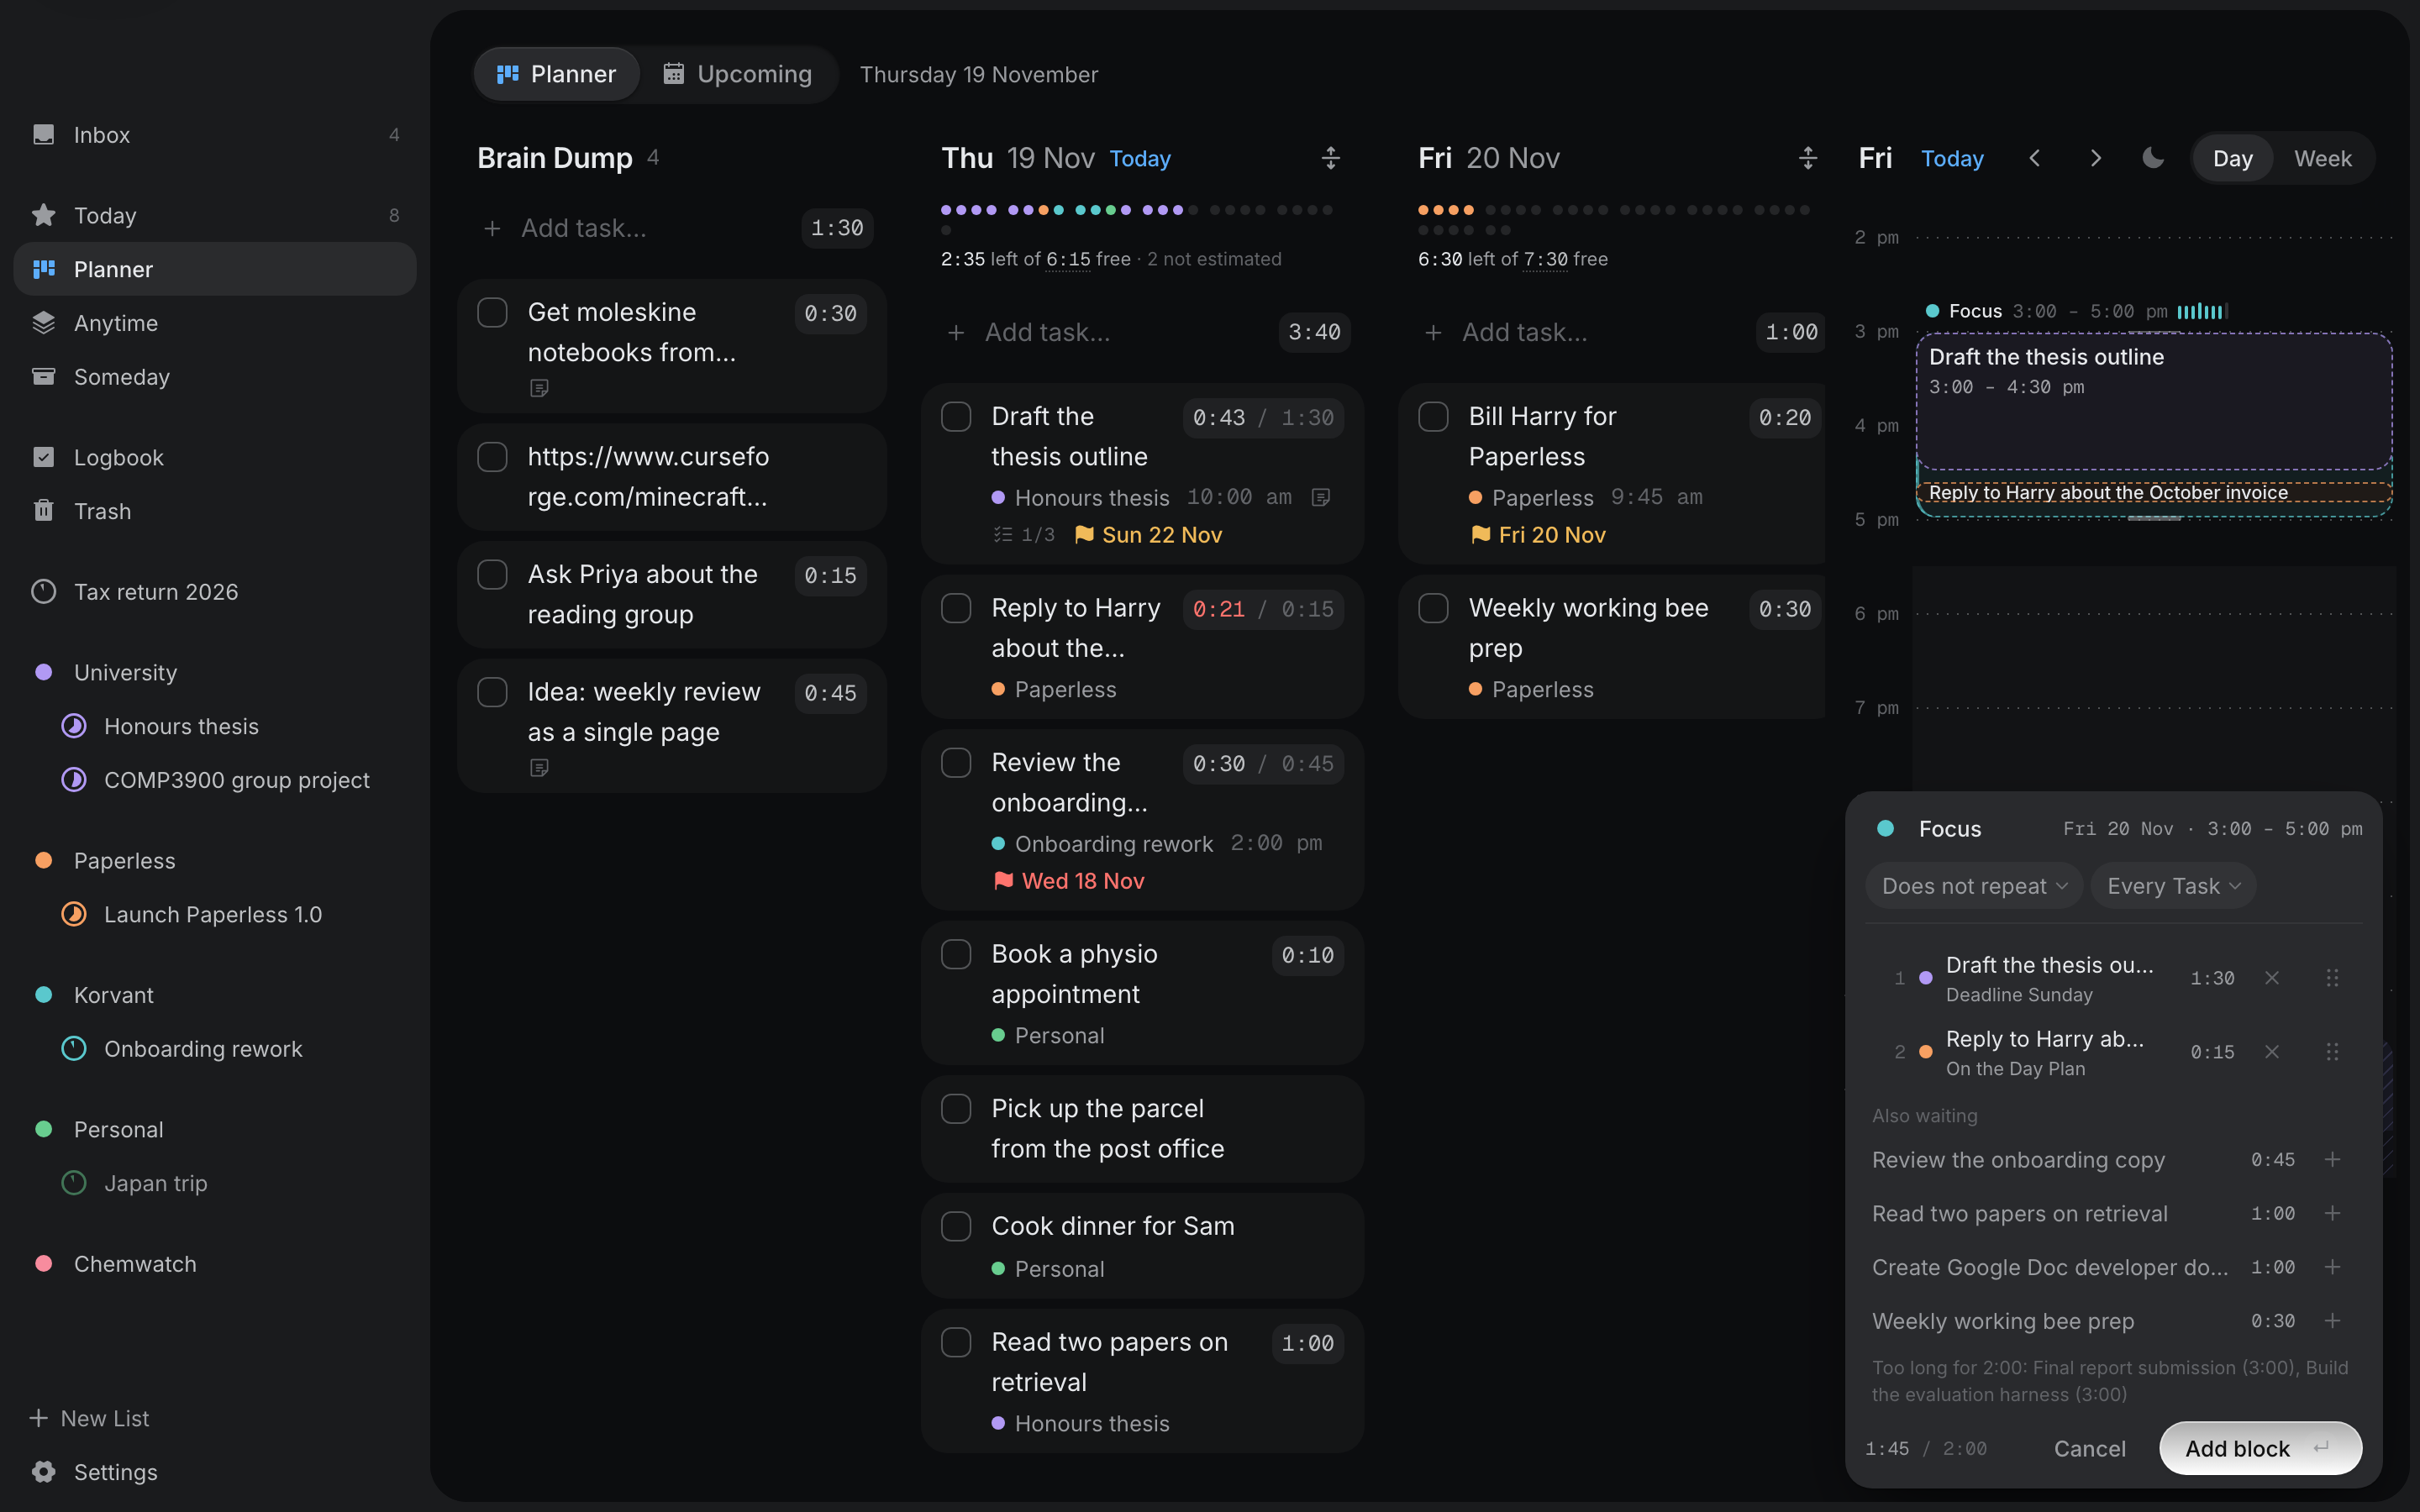 Inbox 4
Today 8
Planner
Anytime
Someday
Logbook
Trash
Tax return 2026
University
Honours thesis
COMP3900 group project
Paperless
Launch Paperless 1.0
Korvant
Onboarding rework
Personal
Japan trip
Chemwatch
New List
Settings
Planner Upcoming Thursday 19 November
Brain Dump 4
Add task... 1:30
Get moleskine 0:30
notebooks from...
https://www.cursefo
rge.com/minecraft...
Ask Priya about the 0:15
reading group
Idea: weekly review 0:45
as a single page
Thu 19 Nov Today
2:35 left of 6:15 free · 2 not estimated
Add task... 3:40
Draft the 0:43 / 1:30
thesis outline
Honours thesis 10:00 am
1/3 Sun 22 Nov
Reply to Harry 0:21 / 0:15
about the...
Paperless
Review the 0:30 / 0:45
onboarding...
Onboarding rework 2:00 pm
Wed 18 Nov
Book a physio 0:10
appointment
Personal
Pick up the parcel
from the post office
Cook dinner for Sam
Personal
Read two papers on 1:00
retrieval
Honours thesis
Fri 20 Nov
6:30 left of 7:30 free
Add task... 1:00
Bill Harry for 0:20
Paperless
Paperless 9:45 am
Fri 20 Nov
Weekly working bee 0:30
prep
Paperless
Fri Today Day Week
2 pm
Focus 3:00 – 5:00 pm
3 pm
Draft the thesis outline
3:00 – 4:30 pm
4 pm
Reply to Harry about the October invoice
5 pm
6 pm
7 pm
Focus Fri 20 Nov · 3:00 – 5:00 pm
Does not repeat Every Task
1 Draft the thesis ou... 1:30
Deadline Sunday
2 Reply to Harry ab... 0:15
On the Day Plan
Also waiting
Review the onboarding copy 0:45
Read two papers on retrieval 1:00
Create Google Doc developer do... 1:00
Weekly working bee prep 0:30
Too long for 2:00: Final report submission (3:00), Build
the evaluation harness (3:00)
1:45 / 2:00 Cancel Add block